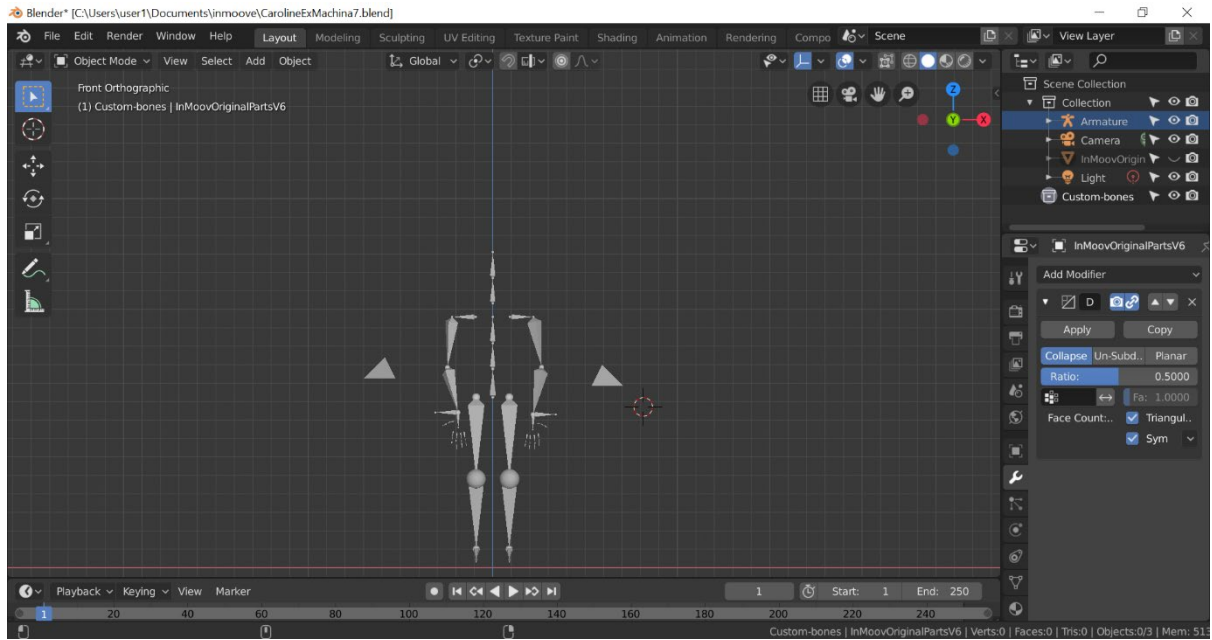 Blender* [C:\Users\user1\Documents\inmoove\CarolineExMachina7.blend]
File Edit Render Window Help Layout Modeling Sculpting UV Editing Texture Paint Shading Animation Rendering Compo Scene View Layer
Object Mode View Select Add Object Global
Front Orthographic
(1) Custom-bones | InMoovOriginalPartsV6
Z
Y X
Scene Collection
Collection
Armature
Camera
InMoovOrigin
Light
Custom-bones
InMoovOriginalPartsV6
Add Modifier
D
Apply Copy
Collapse Un-Subd.. Planar
Ratio: 0.5000
Fa: 1.0000
Face Count:.. Triangul..
Sym
Playback Keying View Marker 1 Start: 1 End: 250
1 20 40 60 80 100 120 140 160 180 200 220 240
Custom-bones | InMoovOriginalPartsV6 | Verts:0 | Faces:0 | Tris:0 | Objects:0/3 | Mem: 513